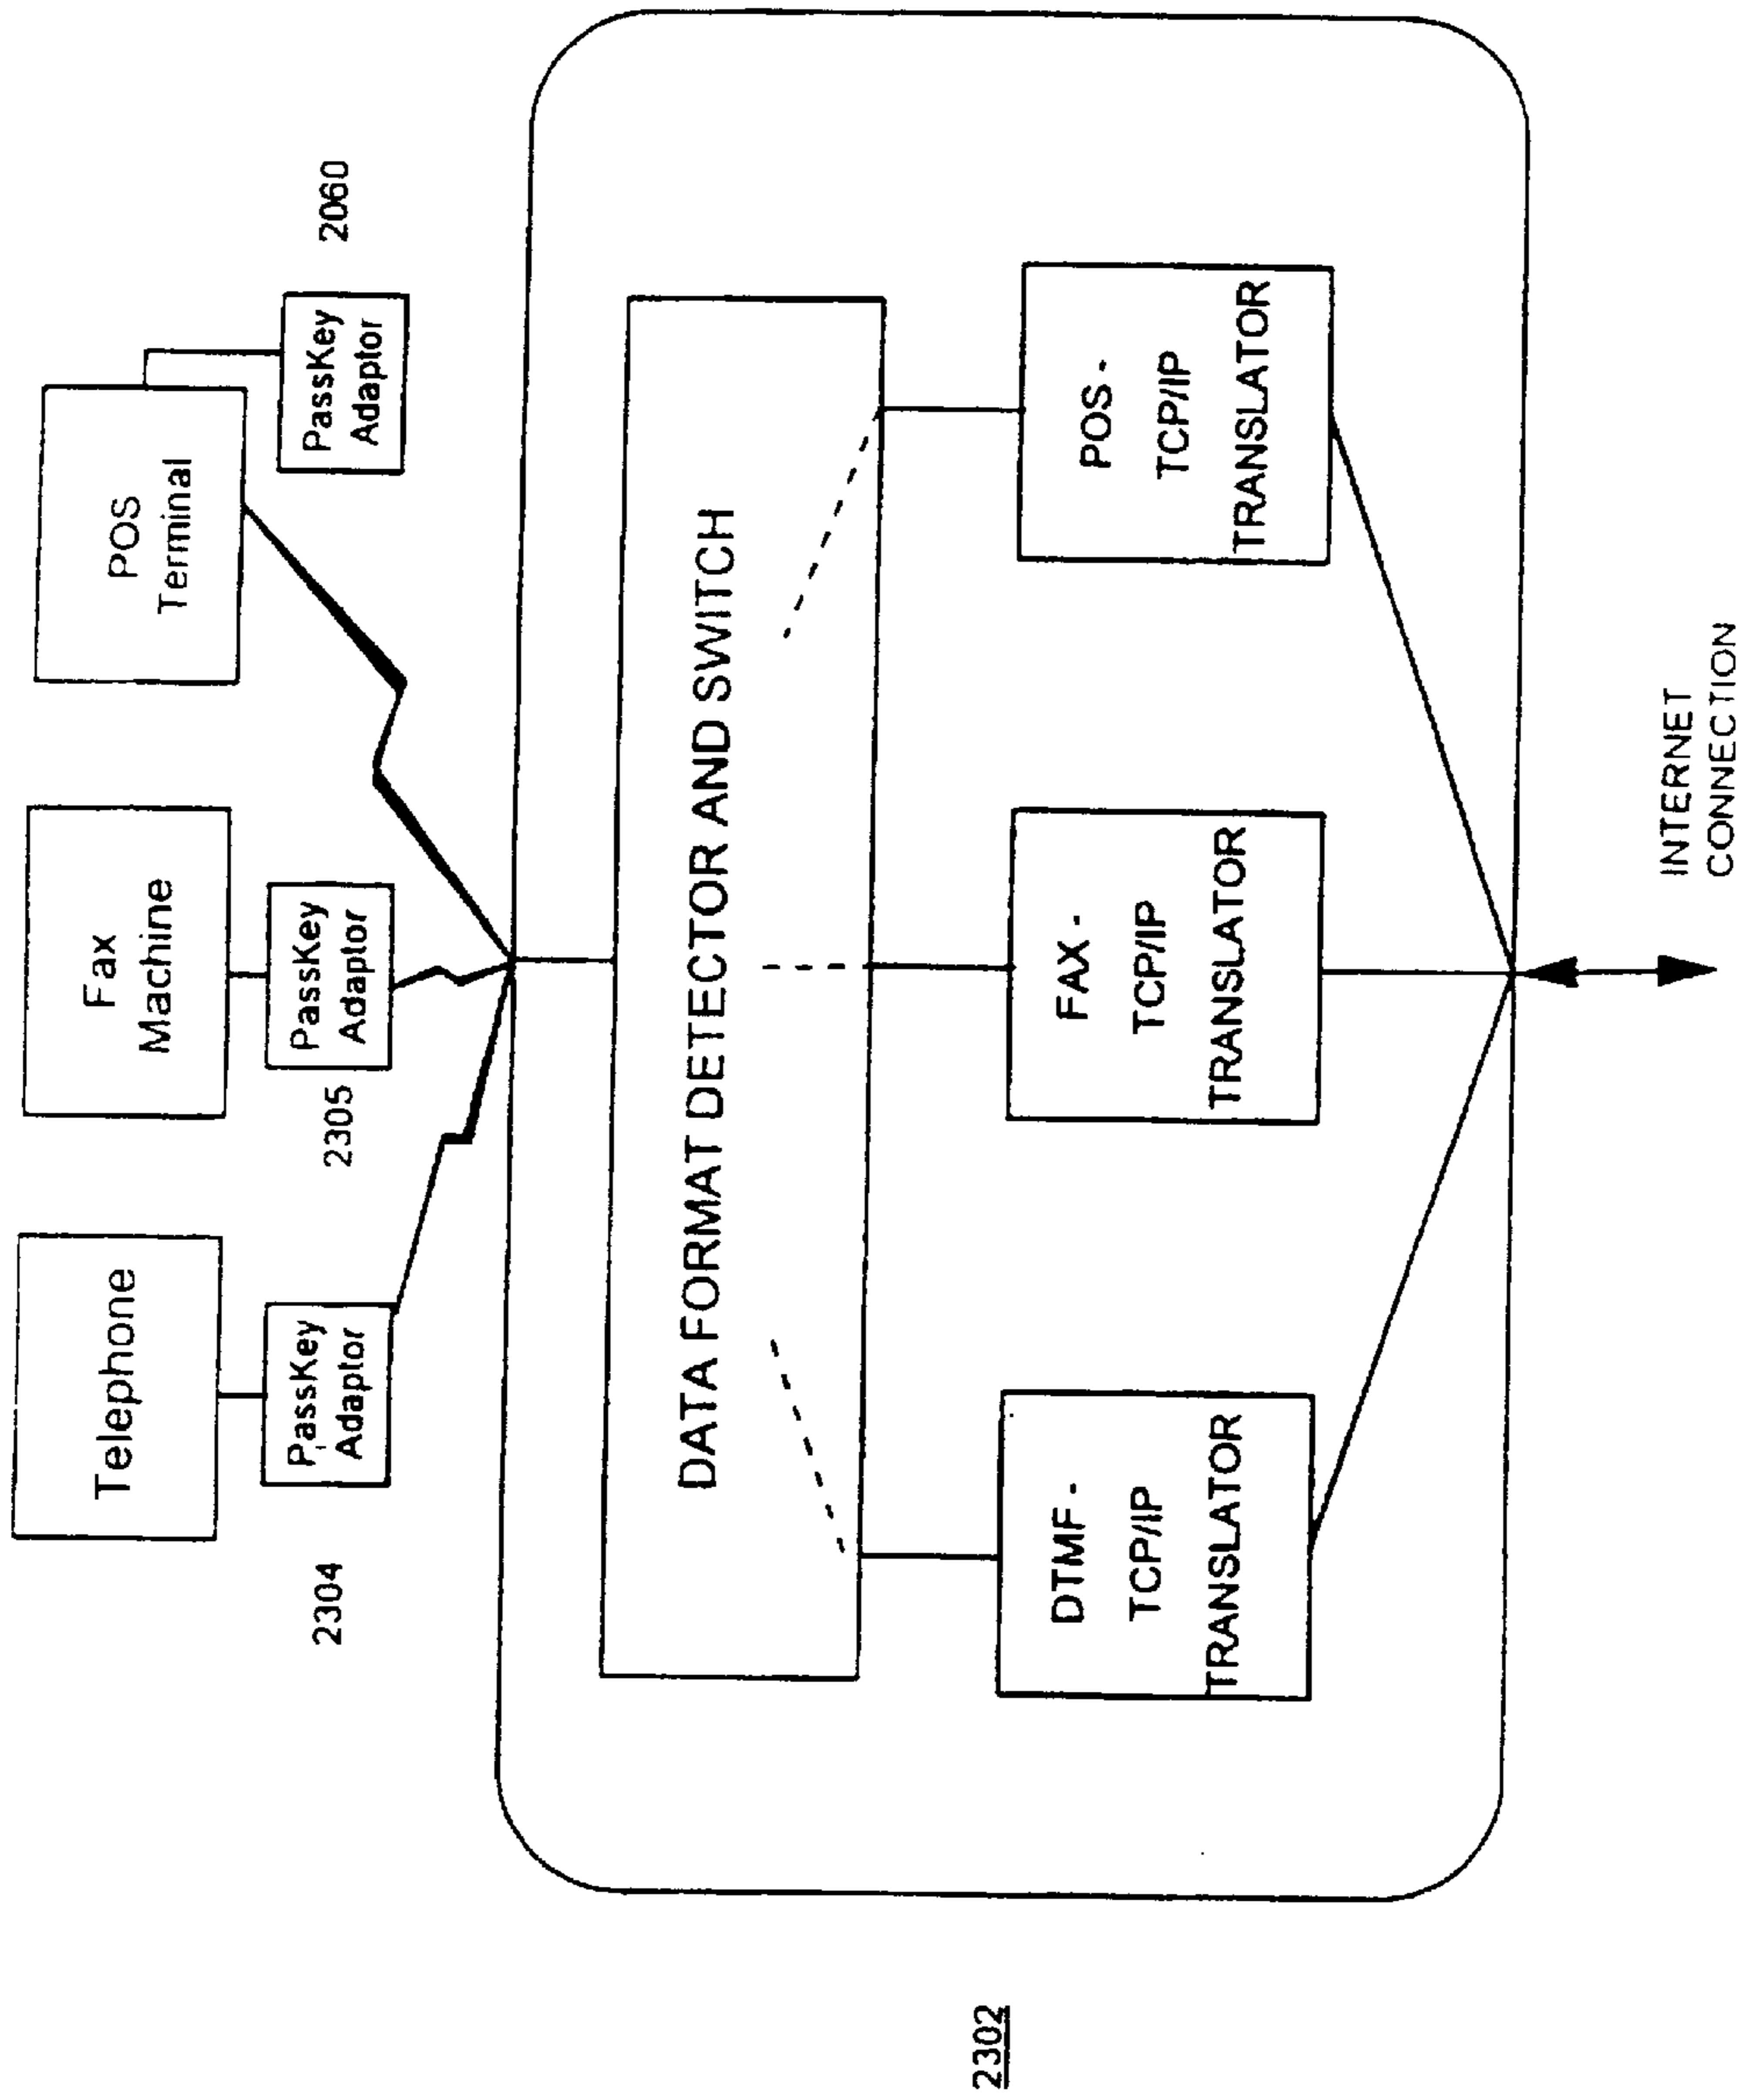 Telephone
Fax
Machine
POS
Terminal
2304
PassKey
Adaptor
2305
PassKey
Adaptor
PassKey
Adaptor
2060
DATA FORMAT DETECTOR AND SWITCH
DTMF -
TCP/IP
TRANSLATOR
FAX -
TCP/IP
TRANSLATOR
POS -
TCP/IP
TRANSLATOR
INTERNET
CONNECTION
2302